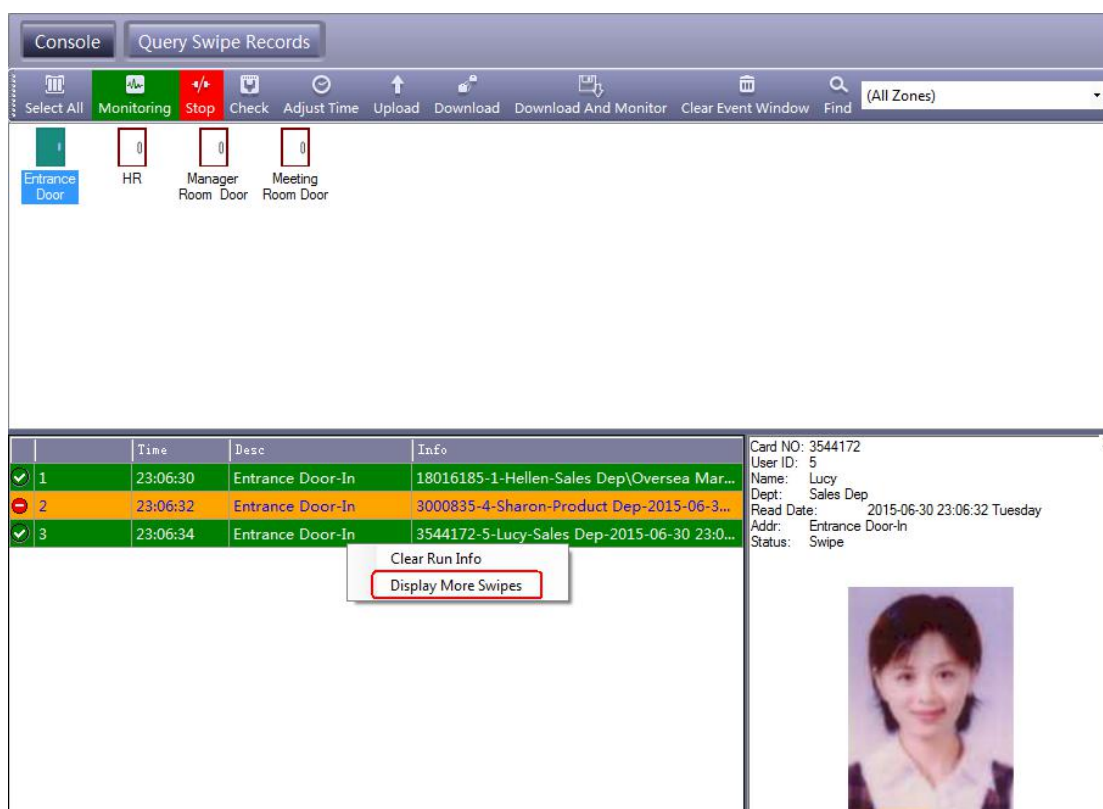 Console Query Swipe Records
Select All Monitoring Stop Check Adjust Time Upload Download Download And Monitor Clear Event Window Find (All Zones)
Entrance Door
HR
Manager Room Door
Meeting Room Door
Time Desc Info
1 23:06:30 Entrance Door-In 18016185-1-Hellen-Sales Dep\Oversea Mar...
2 23:06:32 Entrance Door-In 3000835-4-Sharon-Product Dep-2015-06-3...
3 23:06:34 Entrance Door-In 3544172-5-Lucy-Sales Dep-2015-06-30 23:0...
Clear Run Info
Display More Swipes
Card NO: 3544172
User ID: 5
Name: Lucy
Dept: Sales Dep
Read Date: 2015-06-30 23:06:32 Tuesday
Addr: Entrance Door-In
Status: Swipe